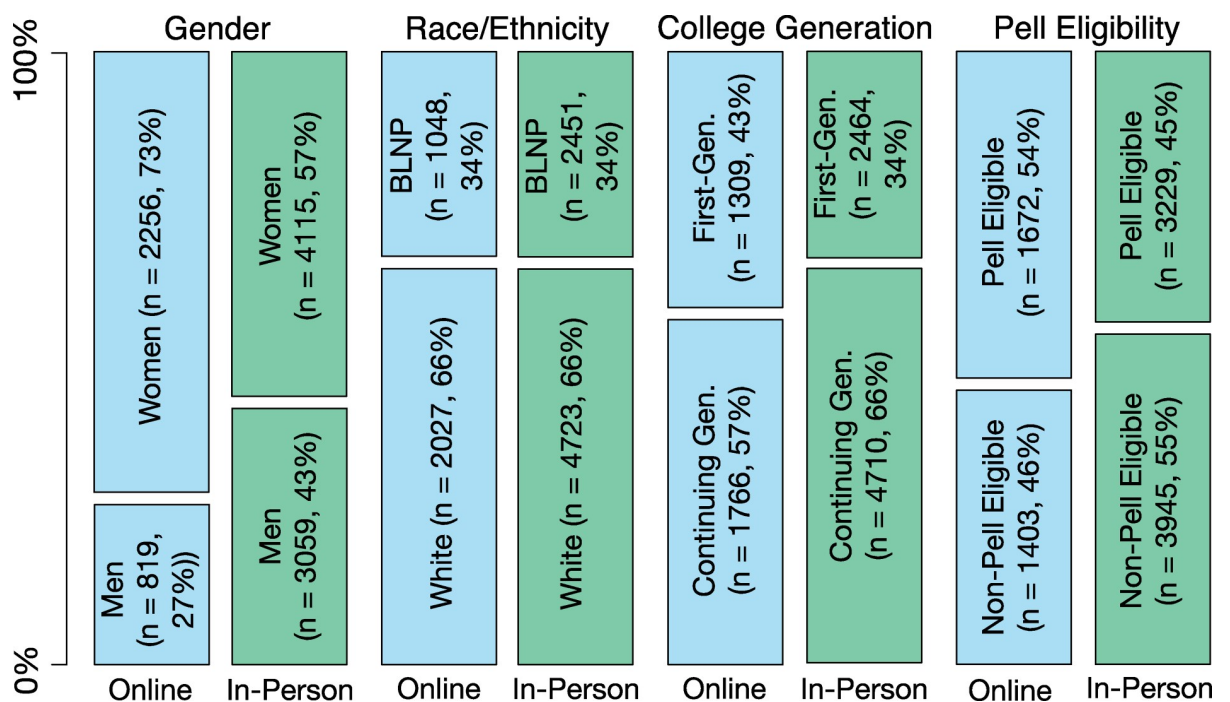 Gender
Race/Ethnicity
College Generation
Pell Eligibility
100%
0%
Women (n = 2256, 73%)
Men
(n = 819,
27%))
Women
(n = 4115, 57%)
Men
(n = 3059, 43%)
BLNP
(n = 1048,
34%)
White (n = 2027, 66%)
BLNP
(n = 2451,
34%)
White (n = 4723, 66%)
First-Gen.
(n = 1309, 43%)
Continuing Gen.
(n = 1766, 57%)
First-Gen.
(n = 2464,
34%)
Continuing Gen.
(n = 4710, 66%)
Pell Eligible
(n = 1672, 54%)
Non-Pell Eligible
(n = 1403, 46%)
Pell Eligible
(n = 3229, 45%)
Non-Pell Eligible
(n = 3945, 55%)
Online
In-Person
Online
In-Person
Online
In-Person
Online
In-Person